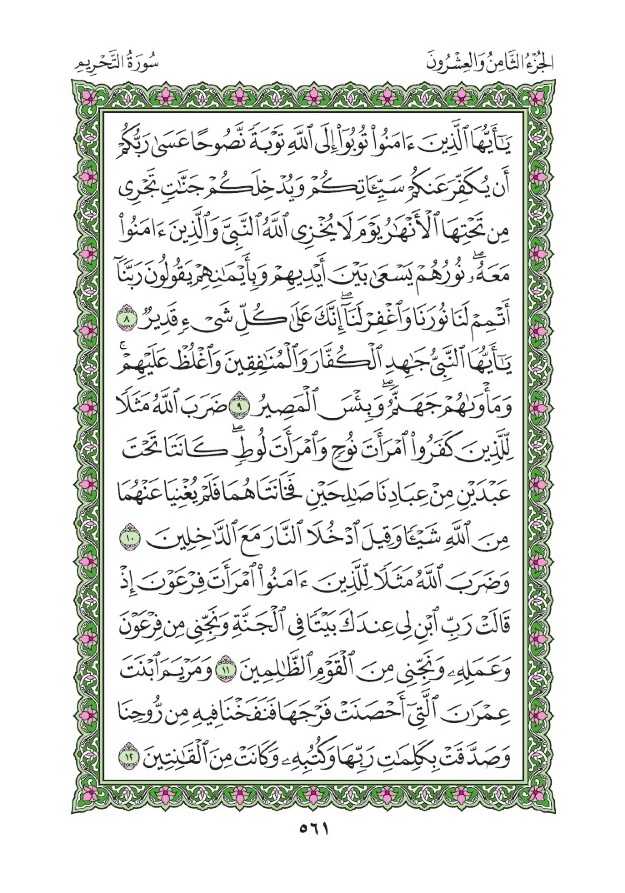 الجُزْءُ الثَّامِنُ وَالعِشْرُونَ
سُورَةُ التَّحْرِيمِ
يَٰٓأَيُّهَا ٱلَّذِينَ ءَامَنُوا۟ تُوبُوٓا۟ إِلَى ٱللَّهِ تَوْبَةً نَّصُوحًا عَسَىٰ رَبُّكُمْ
أَن يُكَفِّرَ عَنكُمْ سَيِّـَٔاتِكُمْ وَيُدْخِلَكُمْ جَنَّٰتٍ تَجْرِى
مِن تَحْتِهَا ٱلْأَنْهَٰرُ يَوْمَ لَا يُخْزِى ٱللَّهُ ٱلنَّبِىَّ وَٱلَّذِينَ ءَامَنُوا۟
مَعَهُۥۖ نُورُهُمْ يَسْعَىٰ بَيْنَ أَيْدِيهِمْ وَبِأَيْمَٰنِهِمْ يَقُولُونَ رَبَّنَآ
أَتْمِمْ لَنَا نُورَنَا وَٱغْفِرْ لَنَآۖ إِنَّكَ عَلَىٰ كُلِّ شَىْءٍ قَدِيرٌ ٨
يَٰٓأَيُّهَا ٱلنَّبِىُّ جَٰهِدِ ٱلْكُفَّارَ وَٱلْمُنَٰفِقِينَ وَٱغْلُظْ عَلَيْهِمْۚ
وَمَأْوَىٰهُمْ جَهَنَّمُۖ وَبِئْسَ ٱلْمَصِيرُ ٩ ضَرَبَ ٱللَّهُ مَثَلًا
لِّلَّذِينَ كَفَرُوا۟ ٱمْرَأَتَ نُوحٍ وَٱمْرَأَتَ لُوطٍۖ كَانَتَا تَحْتَ
عَبْدَيْنِ مِنْ عِبَادِنَا صَٰلِحَيْنِ فَخَانَتَاهُمَا فَلَمْ يُغْنِيَا عَنْهُمَا
مِنَ ٱللَّهِ شَيْـًٔا وَقِيلَ ٱدْخُلَا ٱلنَّارَ مَعَ ٱلدَّٰخِلِينَ ١٠
وَضَرَبَ ٱللَّهُ مَثَلًا لِّلَّذِينَ ءَامَنُوا۟ ٱمْرَأَتَ فِرْعَوْنَ إِذْ
قَالَتْ رَبِّ ٱبْنِ لِى عِندَكَ بَيْتًا فِى ٱلْجَنَّةِ وَنَجِّنِى مِن فِرْعَوْنَ
وَعَمَلِهِۦ وَنَجِّنِى مِنَ ٱلْقَوْمِ ٱلظَّٰلِمِينَ ١١ وَمَرْيَمَ ٱبْنَتَ
عِمْرَٰنَ ٱلَّتِىٓ أَحْصَنَتْ فَرْجَهَا فَنَفَخْنَا فِيهِ مِن رُّوحِنَا
وَصَدَّقَتْ بِكَلِمَٰتِ رَبِّهَا وَكُتُبِهِۦ وَكَانَتْ مِنَ ٱلْقَٰنِتِينَ ١٢
٥٦١